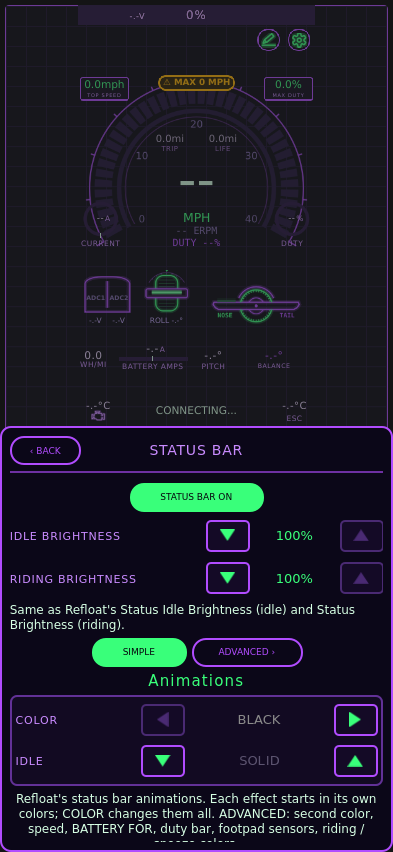 -.-V 0%
0.0mph
TOP SPEED
⚠ MAX 0 MPH
0.0%
MAX DUTY
20
0.0mi 0.0mi
TRIP LIFE
10 30
--
0 40
--A --%
MPH
-- ERPM
CURRENT DUTY
DUTY --%
ADC1 ADC2
-.-V -.-V
ROLL -.-°
NOSE TAIL
0.0 -.-A -.-° -.-°
WH/MI BATTERY AMPS PITCH BALANCE
-.-°C CONNECTING... -.-°C
ESC
‹ BACK STATUS BAR
STATUS BAR ON
IDLE BRIGHTNESS 100%
RIDING BRIGHTNESS 100%
Same as Refloat's Status Idle Brightness (idle) and Status
Brightness (riding).
SIMPLE ADVANCED ›
Animations
COLOR BLACK
IDLE SOLID
Refloat's status bar animations. Each effect starts in its own
colors; COLOR changes them all. ADVANCED: second color,
speed, BATTERY FOR, duty bar, footpad sensors, riding /